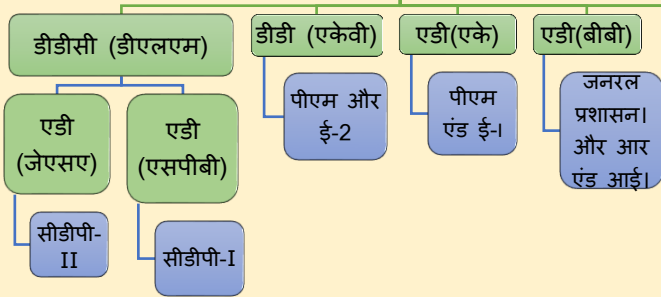 डीडीसी (डीएलएम)
डीडी (एकेवी)
एडी(एके)
एडी(बीबी)
एडी
(जेएसए)
एडी
(एसपीबी)
पीएम और
ई-2
पीएम
एंड ई-।
जनरल
प्रशासन।
और आर
एंड आई।
सीडीपी-
II
सीडीपी-I